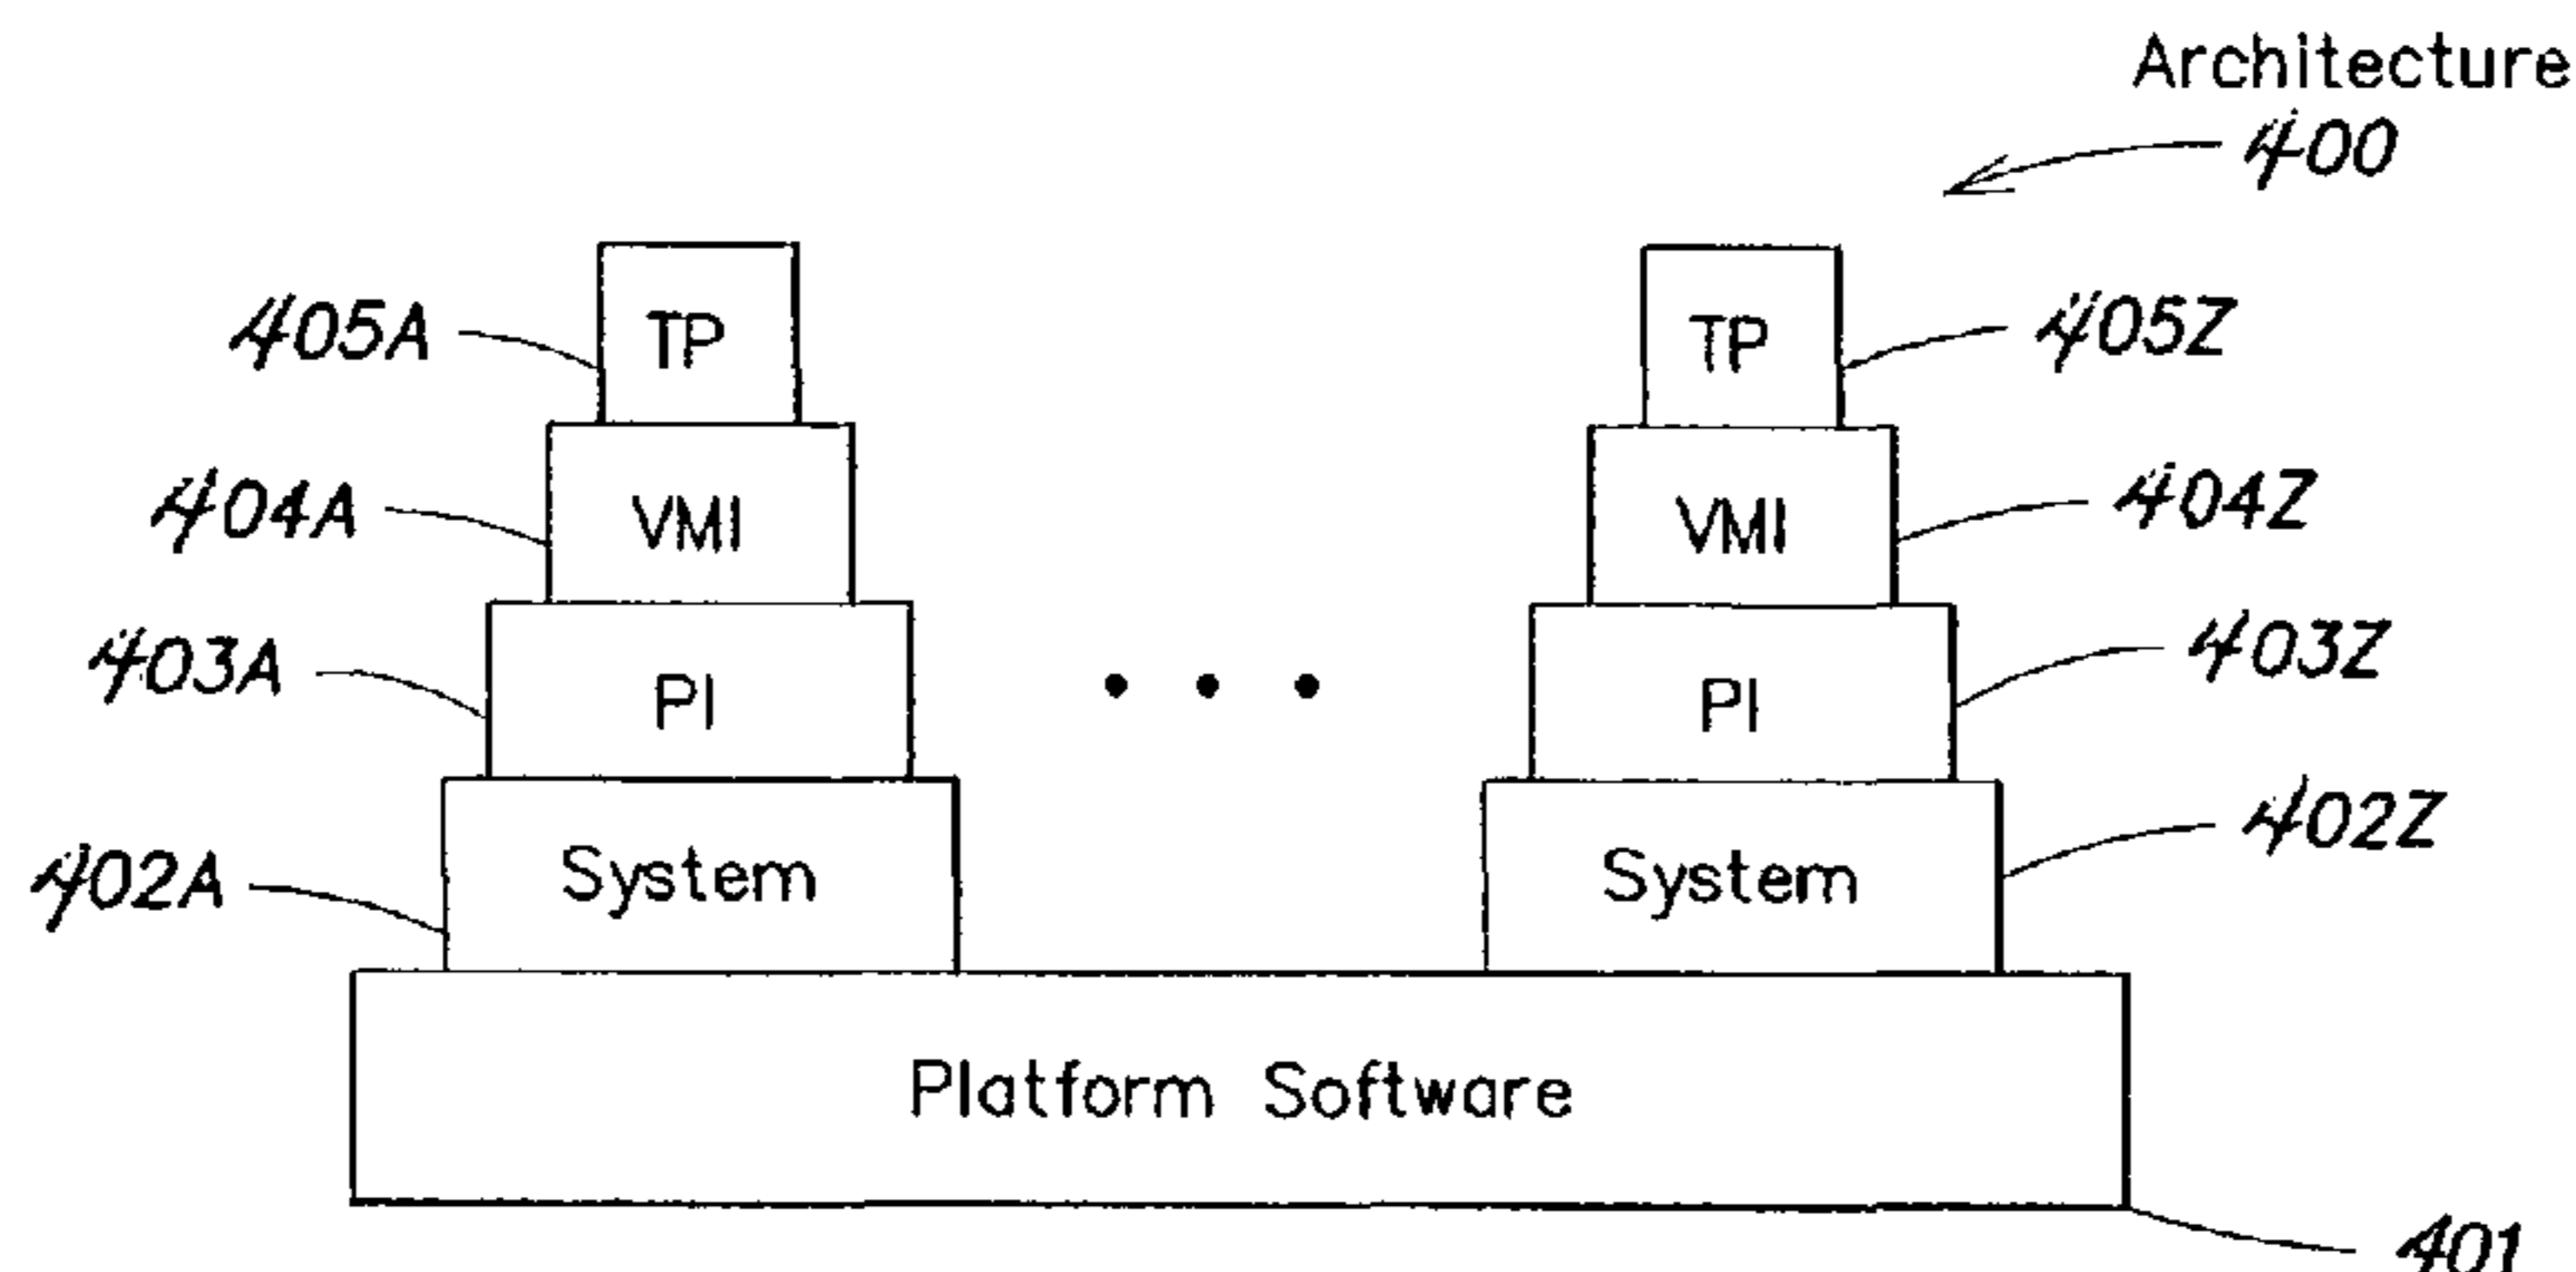 Architecture
400
405A TP TP 405Z
404A VMI VMI 404Z
403A PI PI 403Z
402A System System 402Z
Platform Software
401